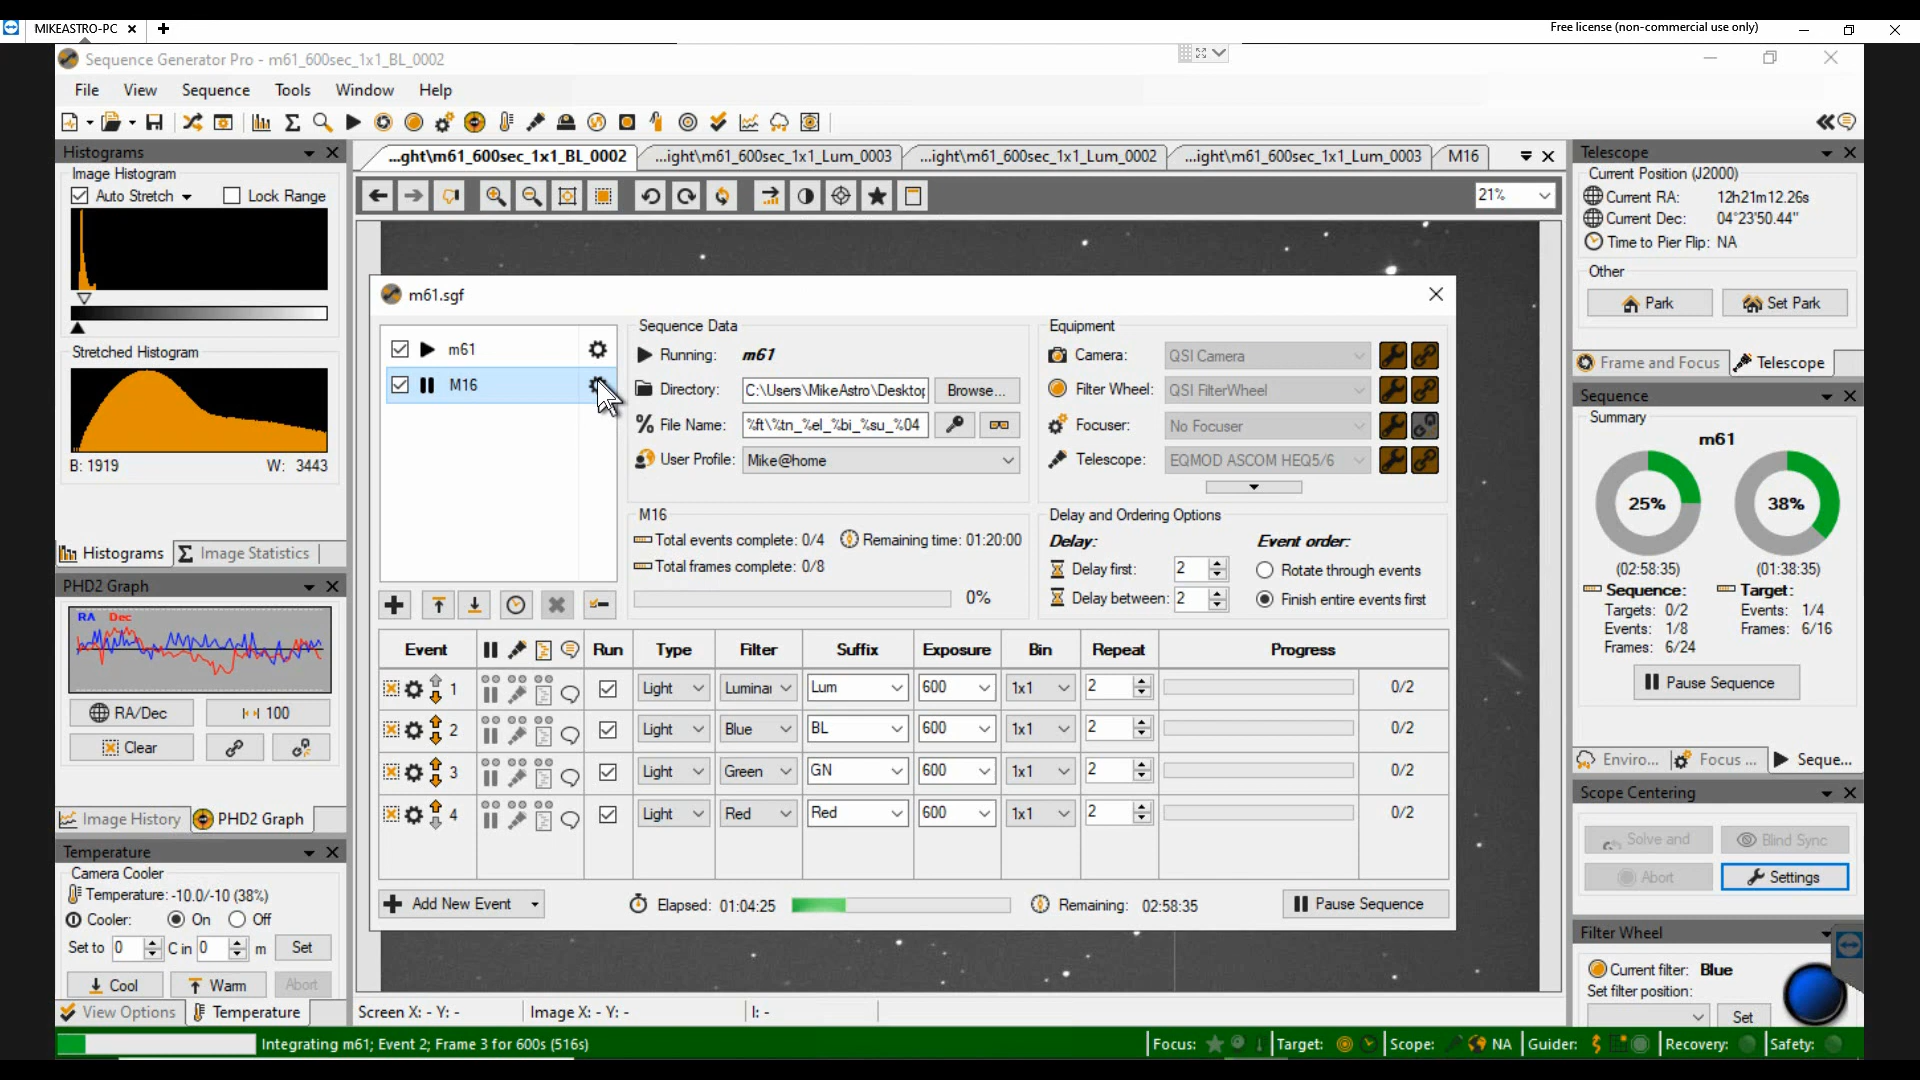 MIKEASTRO-PC
Free license (non-commercial use only)
Sequence Generator Pro - m61_600sec_1x1_BL_0002
File View Sequence Tools Window Help
Histograms
Image Histogram
Auto Stretch Lock Range
Stretched Histogram
B: 1919 W: 3443
Histograms Image Statistics
PHD2 Graph
RA Dec
RA/Dec 100
Clear
Image History PHD2 Graph
Temperature
Camera Cooler
Temperature: -10.0/-10 (38%)
Cooler: On Off
Set to 0 C in 0 m Set
Cool Warm Abort
View Options Temperature
...ght\m61_600sec_1x1_BL_0002 ...ight\m61_600sec_1x1_Lum_0003 ...ight\m61_600sec_1x1_Lum_0002 ...ight\m61_600sec_1x1_Lum_0003 M16
21%
m61.sgf
m61
M16
Sequence Data
Running: m61
Directory: C:\Users\MikeAstro\Desktop Browse...
File Name: %ft\%tn_%el_%bi_%su_%04
User Profile: Mike@home
Equipment
Camera: QSI Camera
Filter Wheel: QSI FilterWheel
Focuser: No Focuser
Telescope: EQMOD ASCOM HEQ5/6
M16
Total events complete: 0/4 Remaining time: 01:20:00
Total frames complete: 0/8
0%
Delay and Ordering Options
Delay: Event order:
Delay first: 2 Rotate through events
Delay between: 2 Finish entire events first
Event Run Type Filter Suffix Exposure Bin Repeat Progress
1 Light Luminar Lum 600 1x1 2 0/2
2 Light Blue BL 600 1x1 2 0/2
3 Light Green GN 600 1x1 2 0/2
4 Light Red Red 600 1x1 2 0/2
Add New Event Elapsed: 01:04:25 Remaining: 02:58:35 Pause Sequence
Screen X: - Y: - Image X: - Y: - I: -
Telescope
Current Position (J2000)
Current RA: 12h21m12.26s
Current Dec: 04°23'50.44"
Time to Pier Flip: NA
Other
Park Set Park
Frame and Focus Telescope
Sequence
Summary
m61
25% 38%
(02:58:35) (01:38:35)
Sequence: Target:
Targets: 0/2 Events: 1/4
Events: 1/8 Frames: 6/16
Frames: 6/24
Pause Sequence
Enviro... Focus ... Seque...
Scope Centering
Solve and Blind Sync
Abort Settings
Filter Wheel
Current filter: Blue
Set filter position:
Set
Integrating m61; Event 2; Frame 3 for 600s (516s)
Focus: Target: Scope: NA Guider: Recovery: Safety: